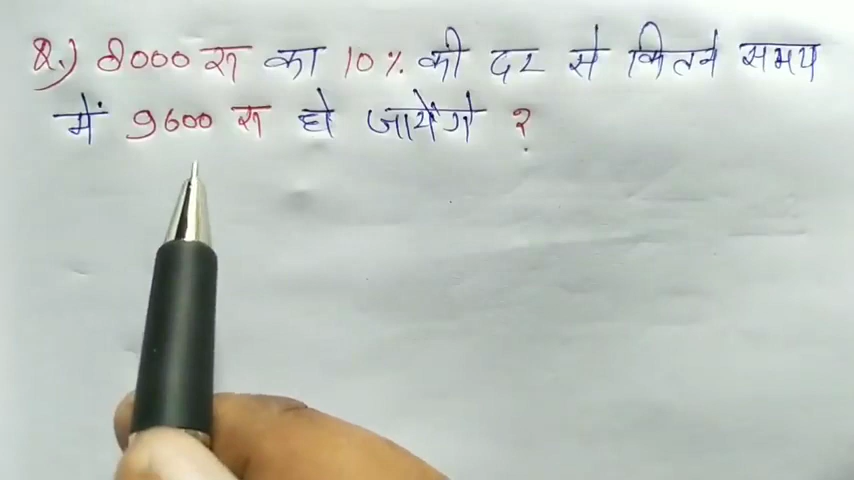 Q.) 8000 रू का 10% की दर से कितने समय
में 9600 रू हो जायेंगे ?